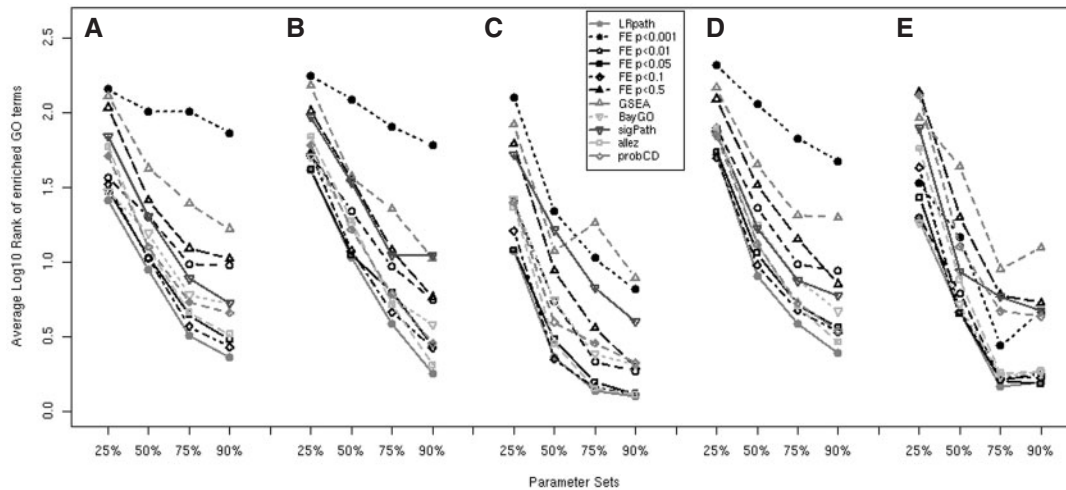 A B C D E
LRpath
FE p<0.001
FE p<0.01
FE p<0.05
FE p<0.1
FE p<0.5
GSEA
BayGO
sigPath
allez
probCD
Average Log10 Rank of enriched GO terms
2.5
2.0
1.5
1.0
0.5
0.0
25% 50% 75% 90% 25% 50% 75% 90% 25% 50% 75% 90% 25% 50% 75% 90% 25% 50% 75% 90%
Parameter Sets